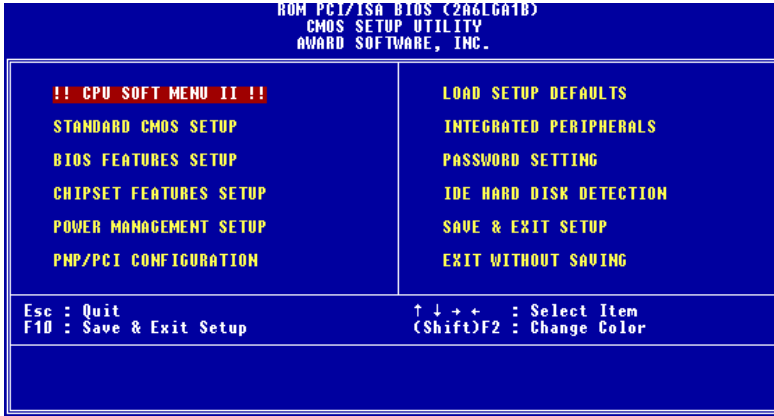 ROM PCI/ISA BIOS (2A6LGA1B)
CMOS SETUP UTILITY
AWARD SOFTWARE, INC.
!! CPU SOFT MENU II !!
STANDARD CMOS SETUP
BIOS FEATURES SETUP
CHIPSET FEATURES SETUP
POWER MANAGEMENT SETUP
PNP/PCI CONFIGURATION
LOAD SETUP DEFAULTS
INTEGRATED PERIPHERALS
PASSWORD SETTING
IDE HARD DISK DETECTION
SAVE & EXIT SETUP
EXIT WITHOUT SAVING
Esc : Quit
F10 : Save & Exit Setup
↑ ↓ → ← : Select Item
(Shift)F2 : Change Color